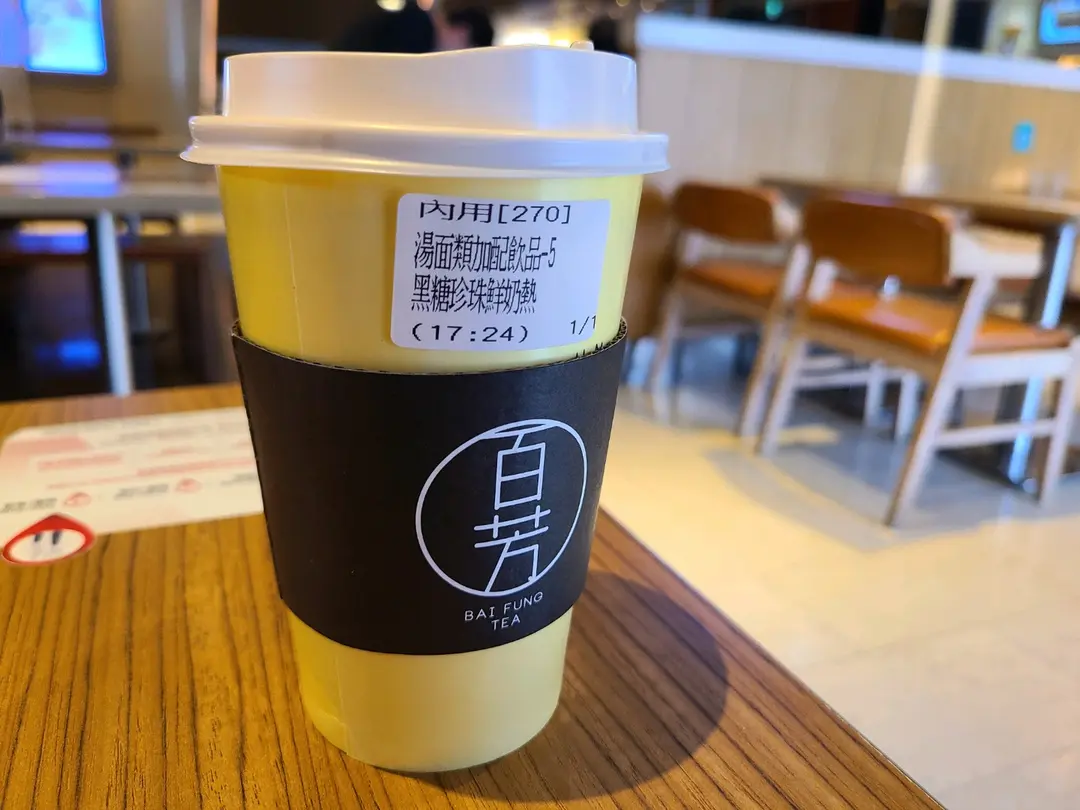 內用[270]
湯面類加配飲品-5
黑糖珍珠鮮奶熱
(17:24) 1/1
百芳
BAI FUNG
TEA